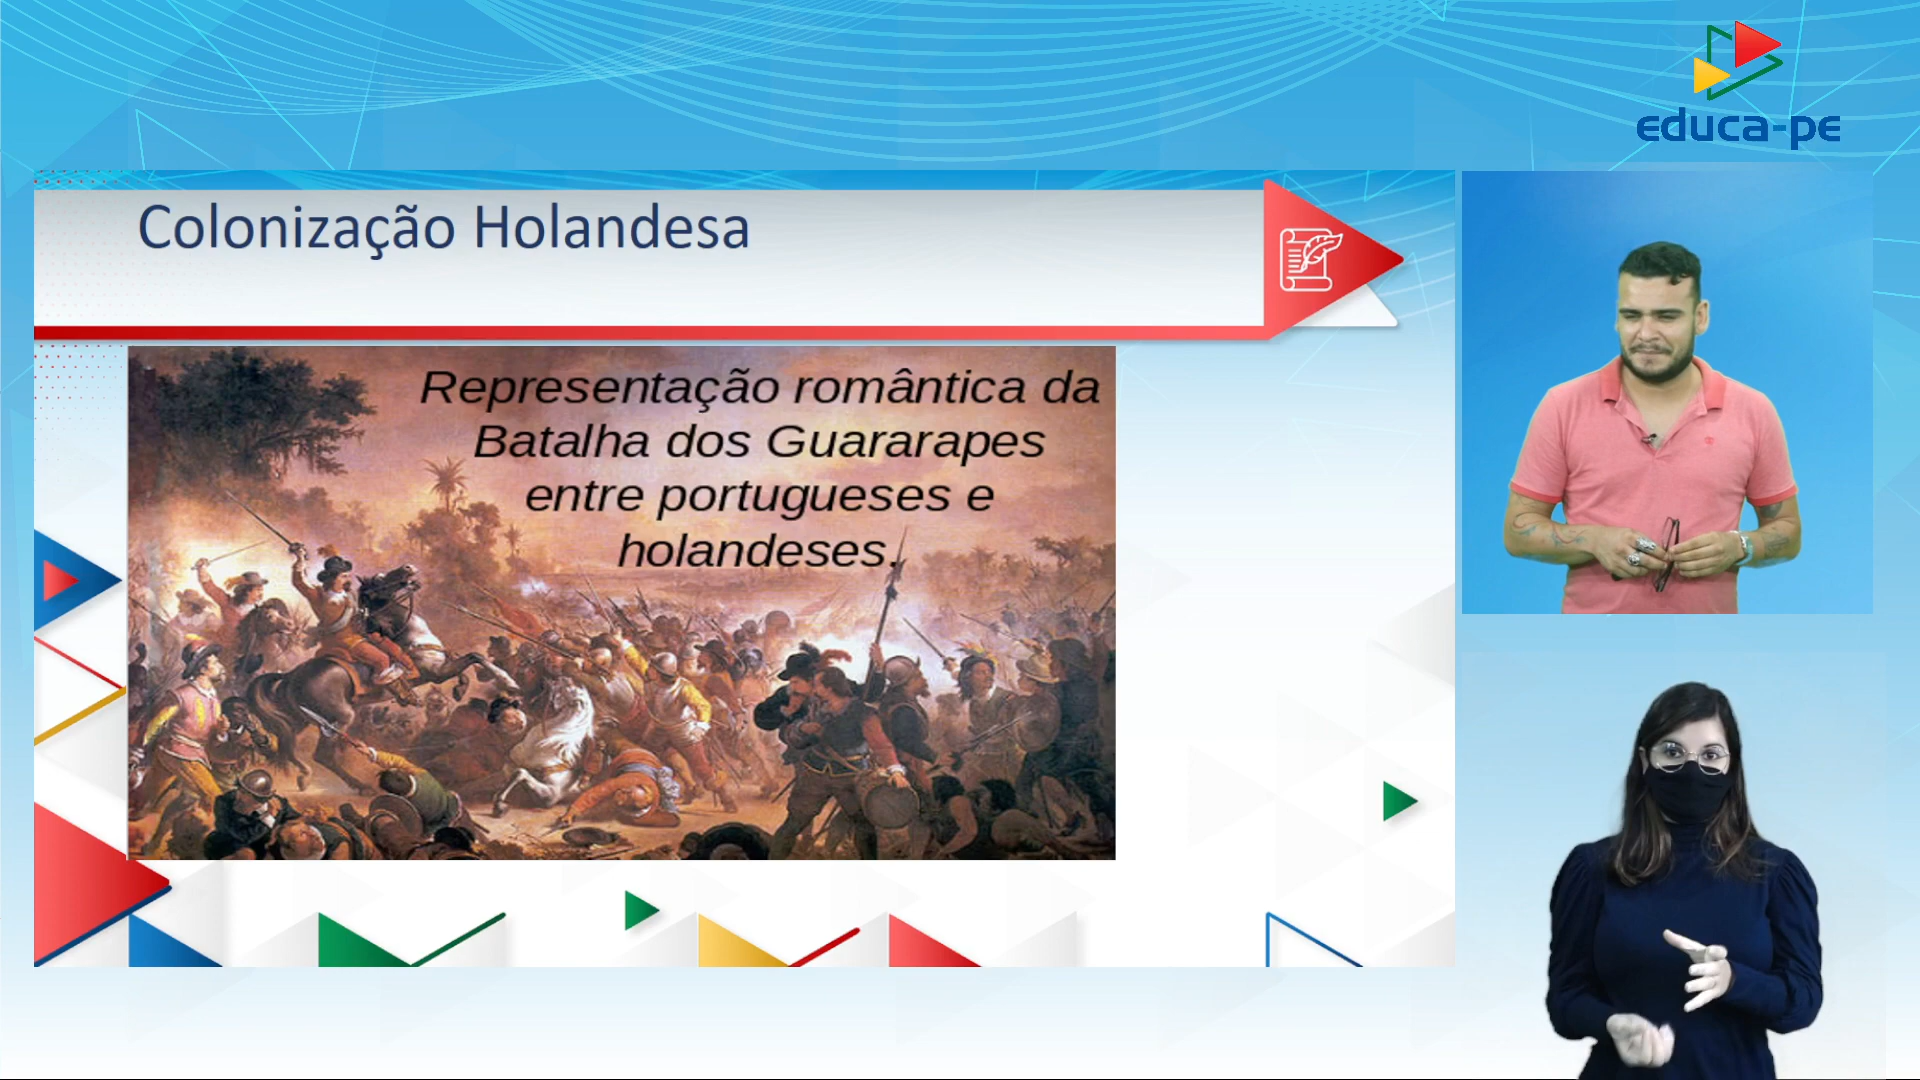 educa-pe
Colonização Holandesa
Representação romântica da
Batalha dos Guararapes
entre portugueses e
holandeses.